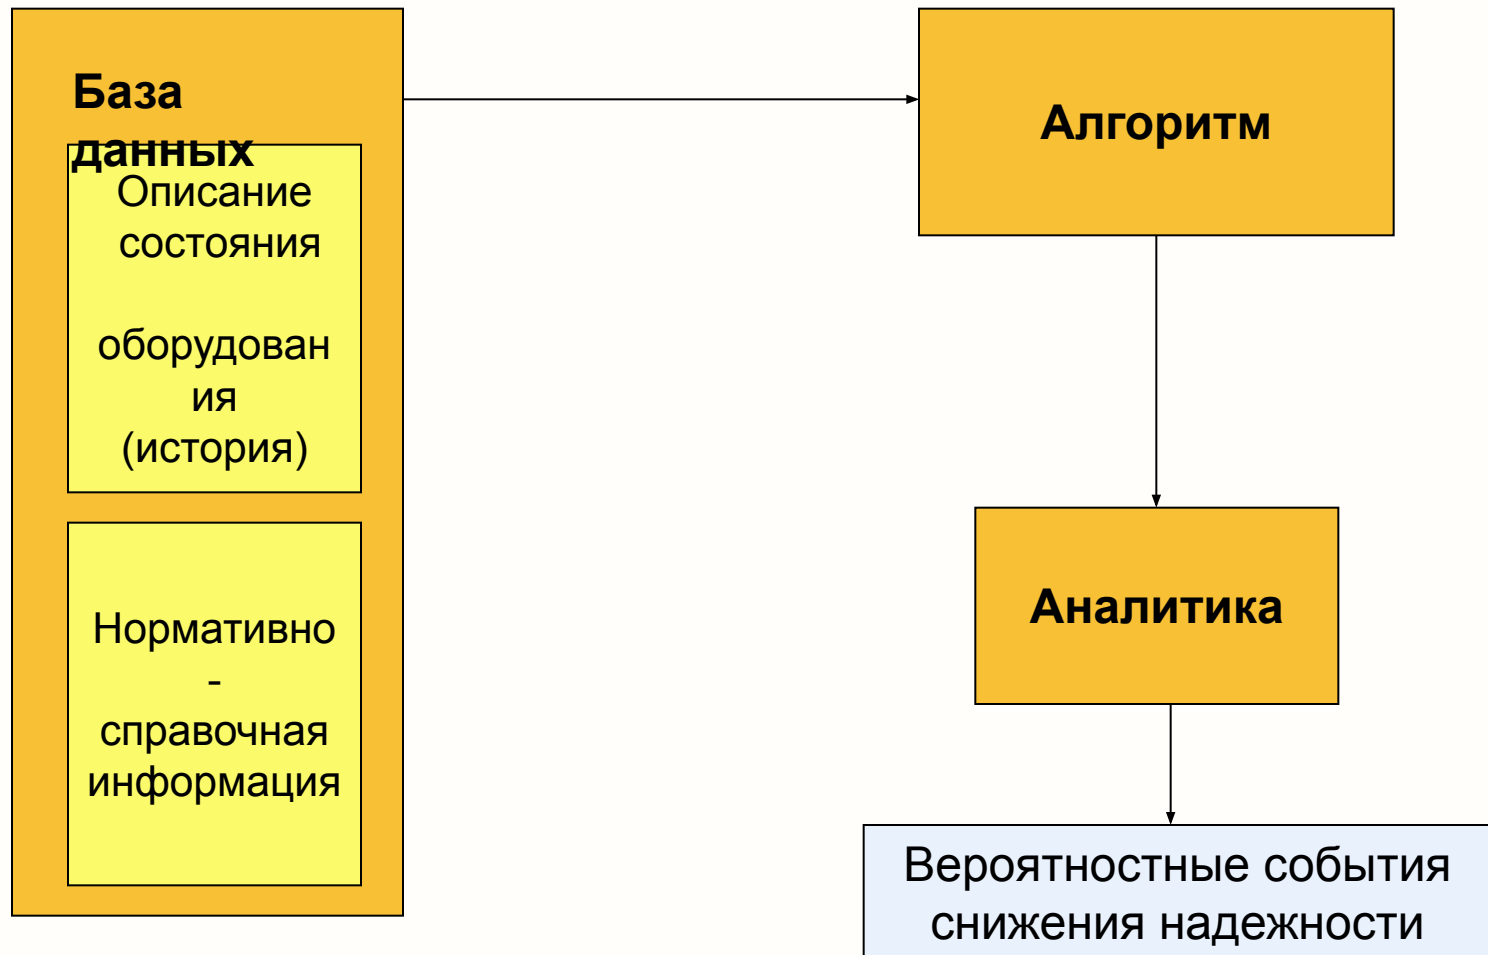 База
данных
Описание
состояния
оборудован
ия
(история)
Нормативно
-
справочная
информация
Алгоритм
Аналитика
Вероятностные события
снижения надежности